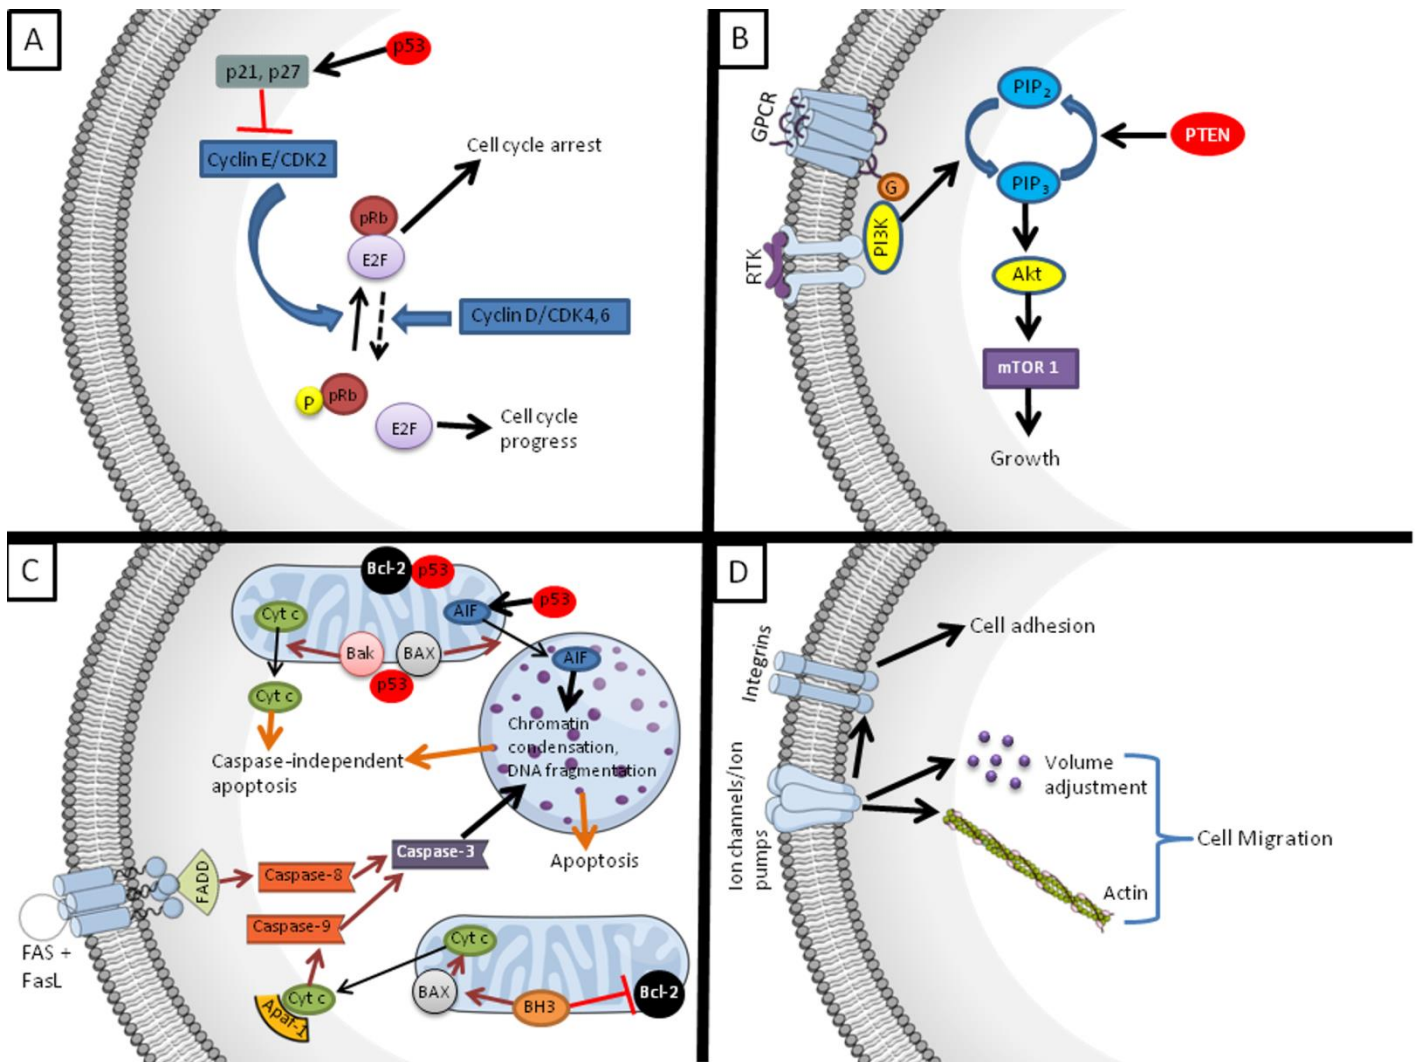 A
p53
p21, p27
Cyclin E/CDK2
Cell cycle arrest
pRb
E2F
Cyclin D/CDK4,6
P
pRb
E2F
Cell cycle
progress
B
GPCR
G
PI3K
RTK
PIP2
PTEN
PIP3
Akt
mTOR 1
Growth
C
Bcl-2
p53
Cyt c
AIF
p53
Bak
BAX
p53
AIF
Cyt c
Chromatin
condensation,
DNA fragmentation
Caspase-independent
apoptosis
Caspase-3
Apoptosis
FADD
Caspase-8
Caspase-9
FAS +
FasL
Cyt c
Apaf-1
Cyt c
BAX
BH3
Bcl-2
D
Integrins
Cell adhesion
Ion channels/Ion
pumps
Volume
adjustment
Cell Migration
Actin